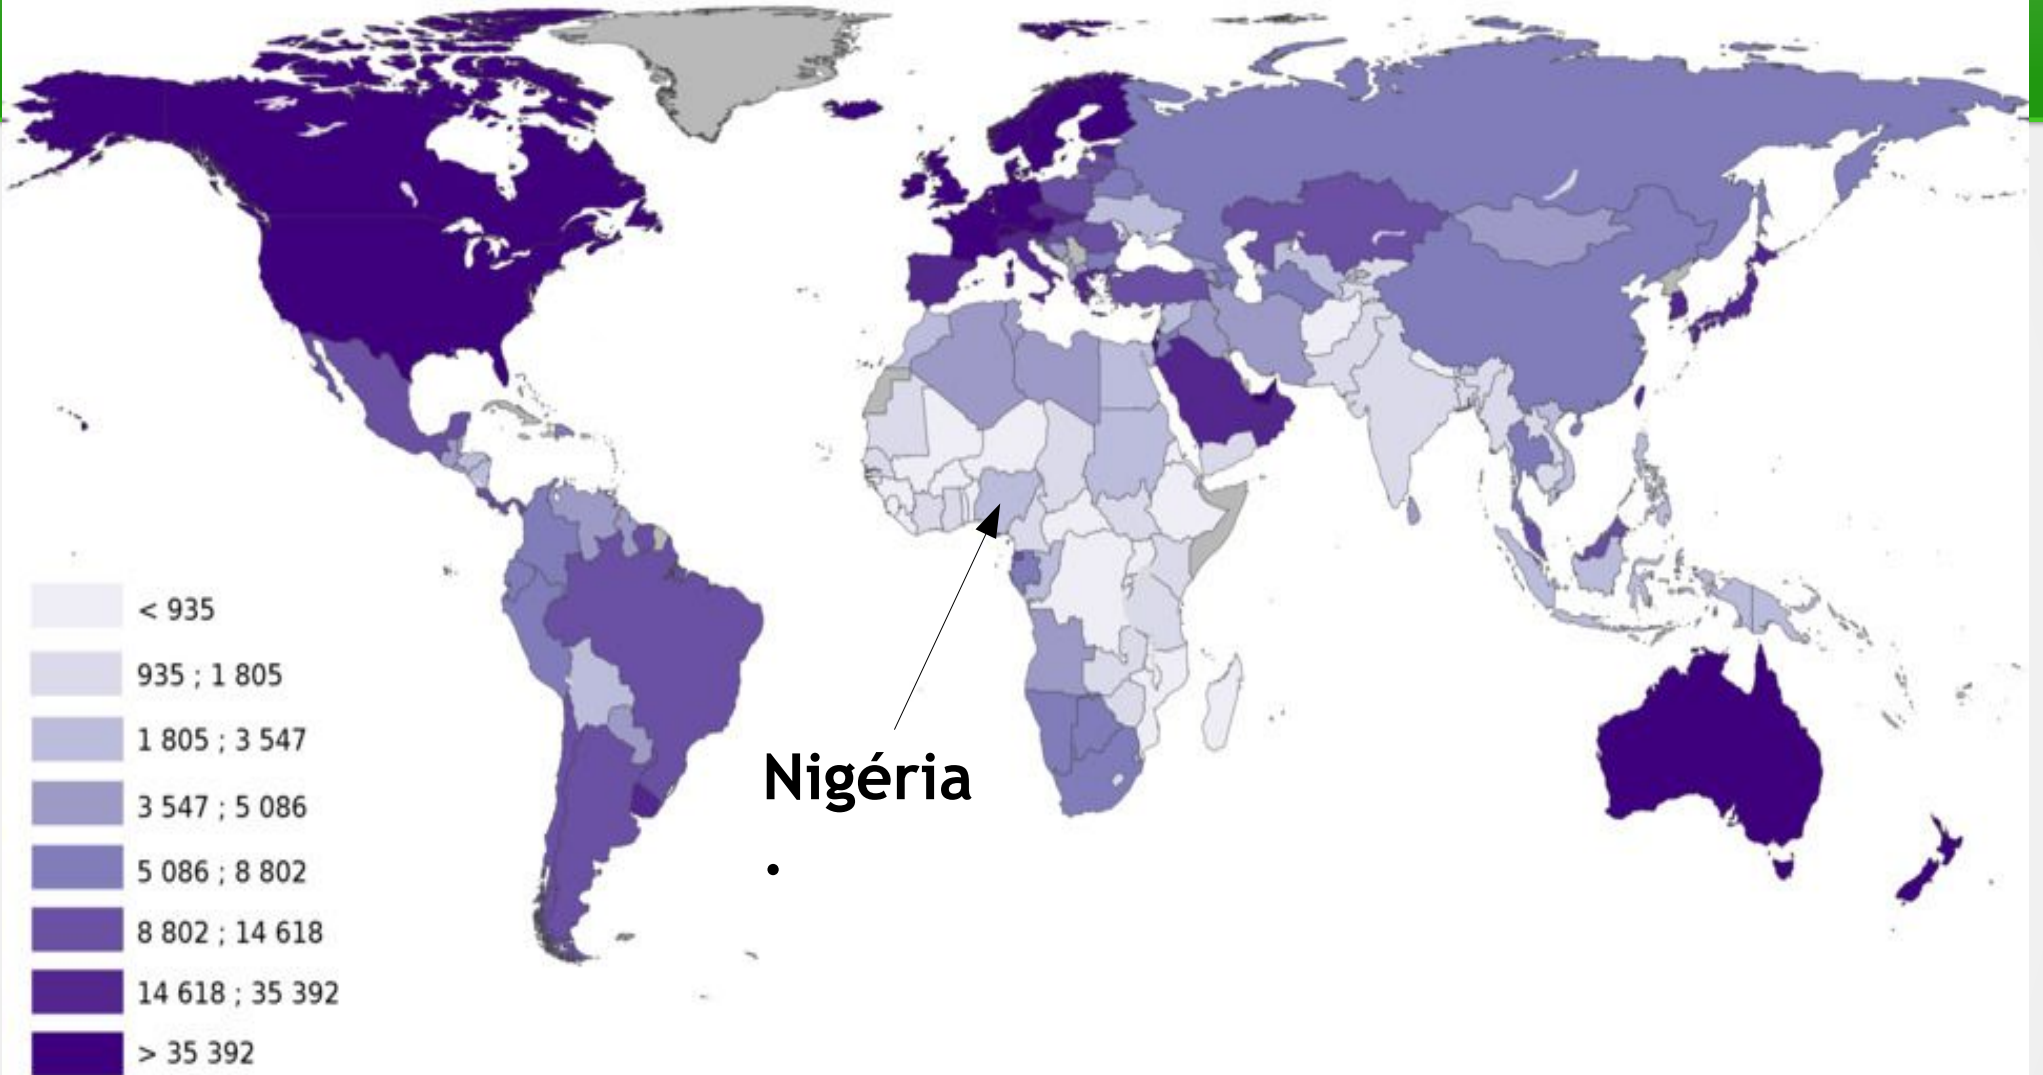 < 935
935 ; 1 805
1 805 ; 3 547
3 547 ; 5 086
5 086 ; 8 802
8 802 ; 14 618
14 618 ; 35 392
> 35 392
Nigéria
•